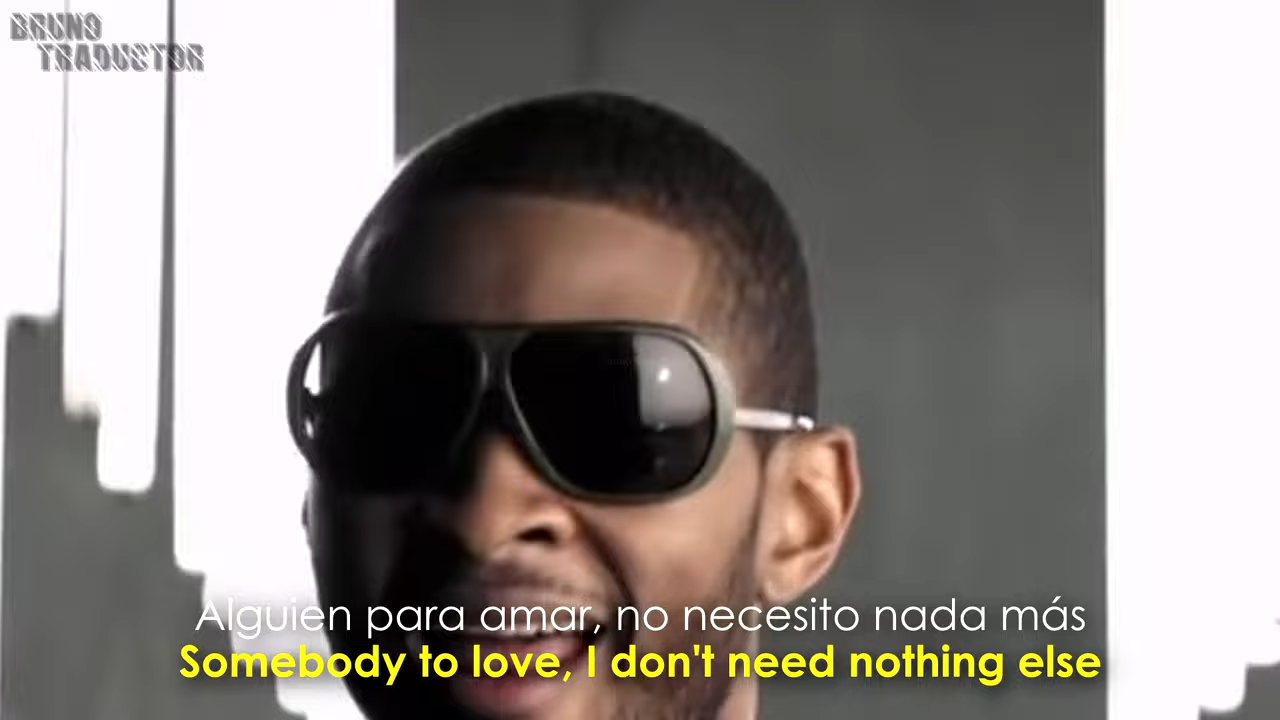 BRUNO
TRADUCTOR
Alguien para amar, no necesito nada más
Somebody to love, I don't need nothing else